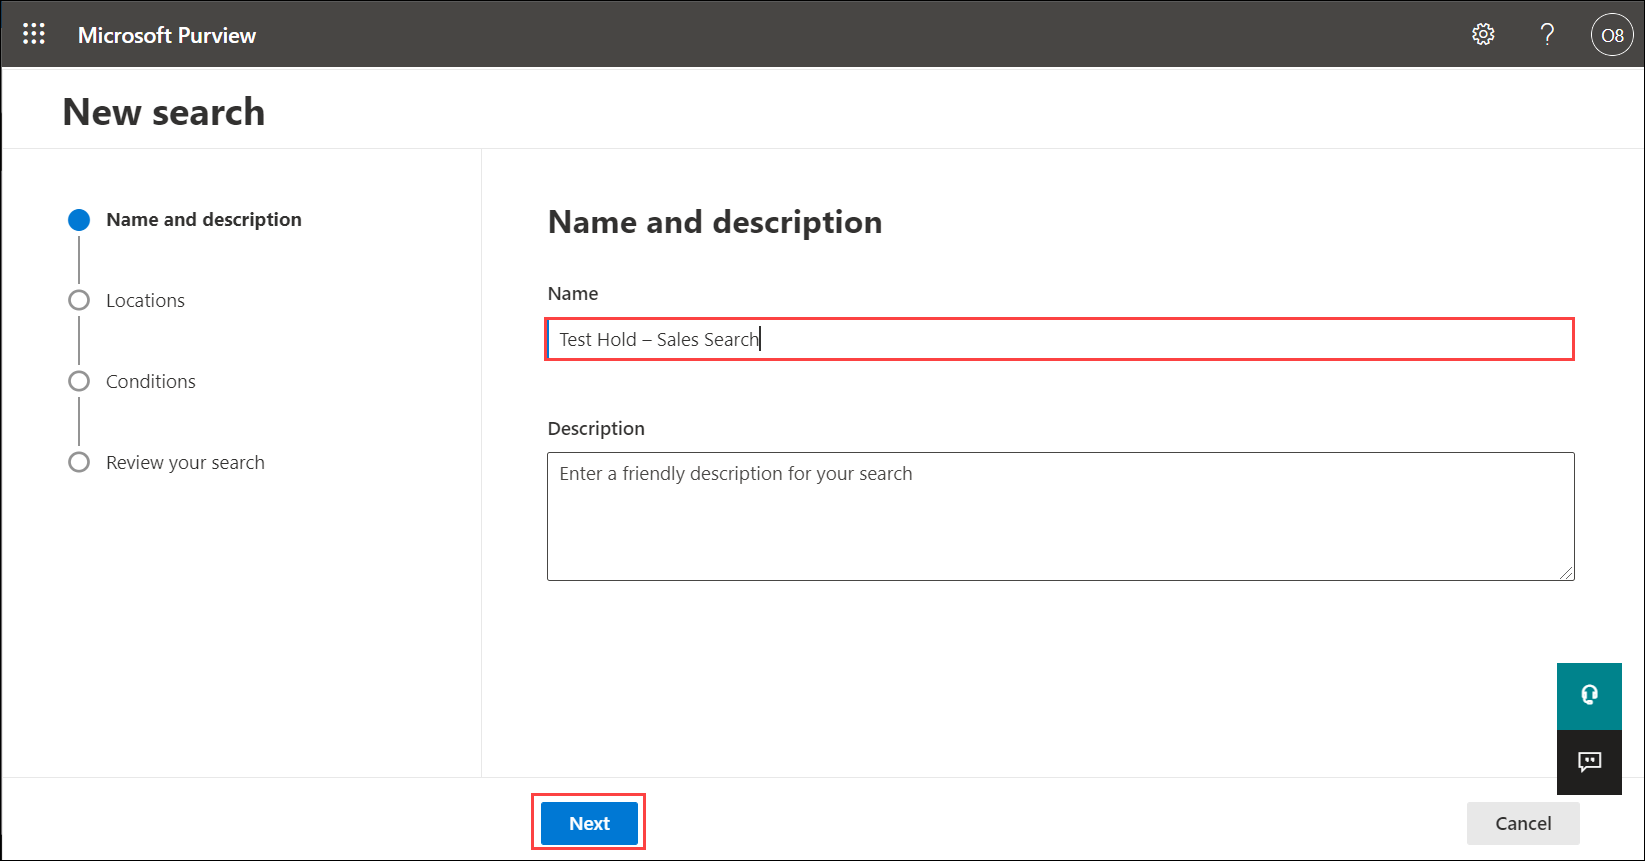 Microsoft Purview
?
O8
New search
Name and description
Locations
Conditions
Review your search
Name and description
Name
Test Hold – Sales Search
Description
Enter a friendly description for your search
Next
Cancel